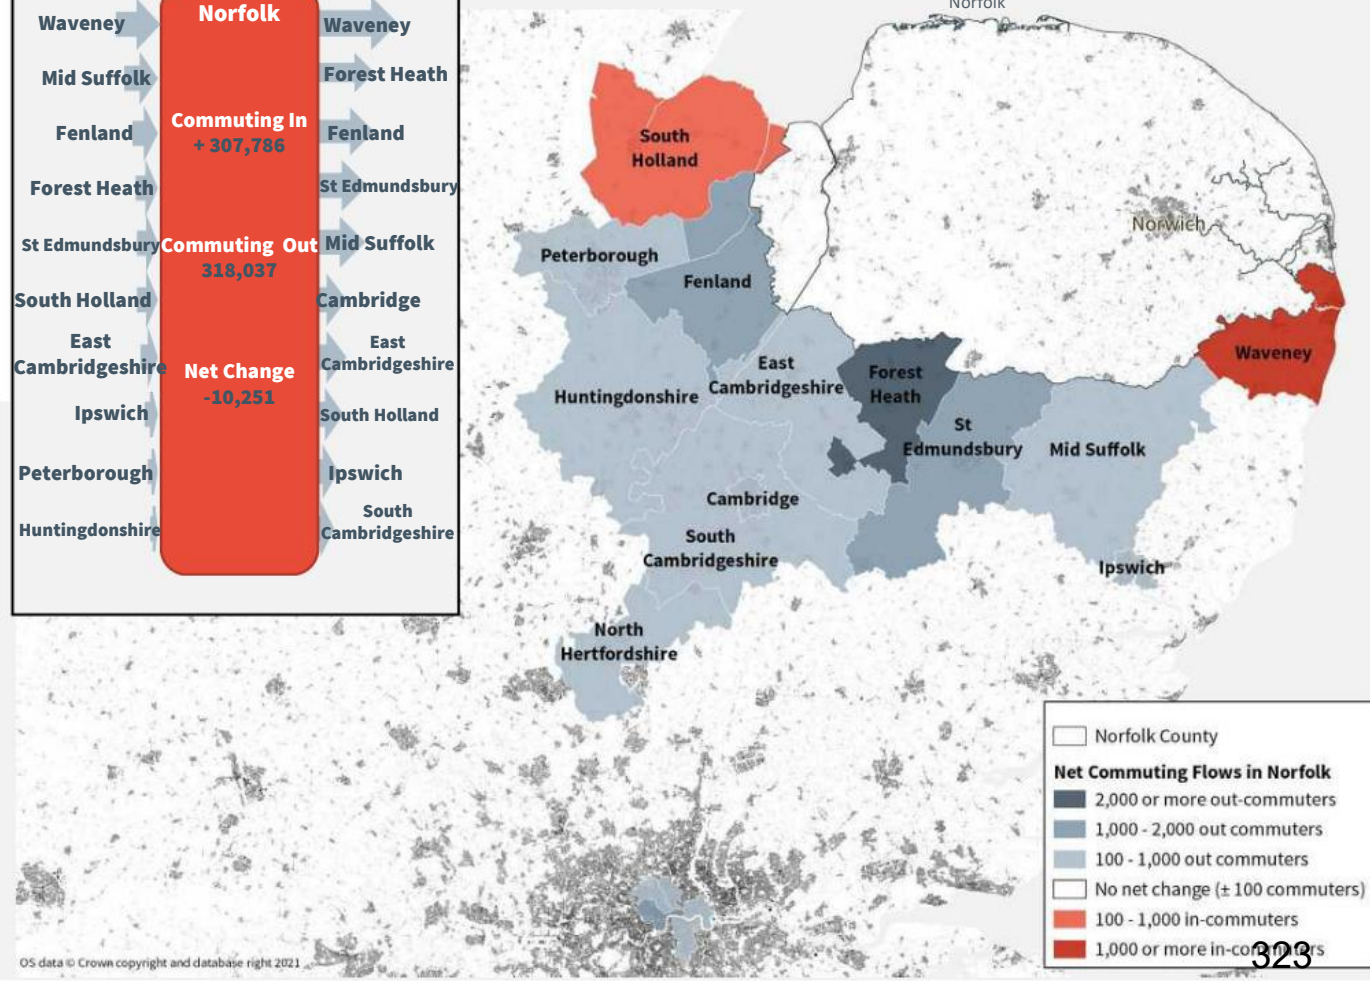 Waveney
Mid Suffolk
Fenland
Forest Heath
St Edmundsbury
South Holland
East
Cambridgeshire
Ipswich
Peterborough
Huntingdonshire
Norfolk
Commuting In
+ 307,786
Commuting Out
318,037
Net Change
-10,251
Waveney
Forest Heath
Fenland
St Edmundsbury
Mid Suffolk
Cambridge
East
Cambridgeshire
South Holland
Ipswich
South
Cambridgeshire
Norfolk
South
Holland
Norwich
Peterborough
Fenland
Waveney
East
Cambridgeshire
Forest
Heath
Huntingdonshire
St
Edmundsbury
Mid Suffolk
Cambridge
South
Cambridgeshire
Ipswich
North
Hertfordshire
Norfolk County
Net Commuting Flows in Norfolk
2,000 or more out-commuters
1,000 - 2,000 out commuters
100 - 1,000 out commuters
No net change (± 100 commuters)
100 - 1,000 in-commuters
1,000 or more in-commuters
323
OS data © Crown copyright and database right 2021